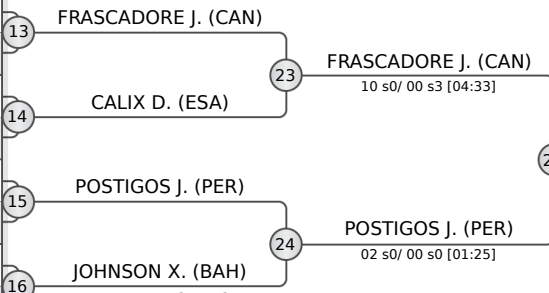 FRASCADORE J. (CAN)
13
FRASCADORE J. (CAN)
23
10 s0/ 00 s3 [04:33]
CALIX D. (ESA)
14
POSTIGOS J. (PER)
15
POSTIGOS J. (PER)
24
02 s0/ 00 s0 [01:25]
JOHNSON X. (BAH)
16